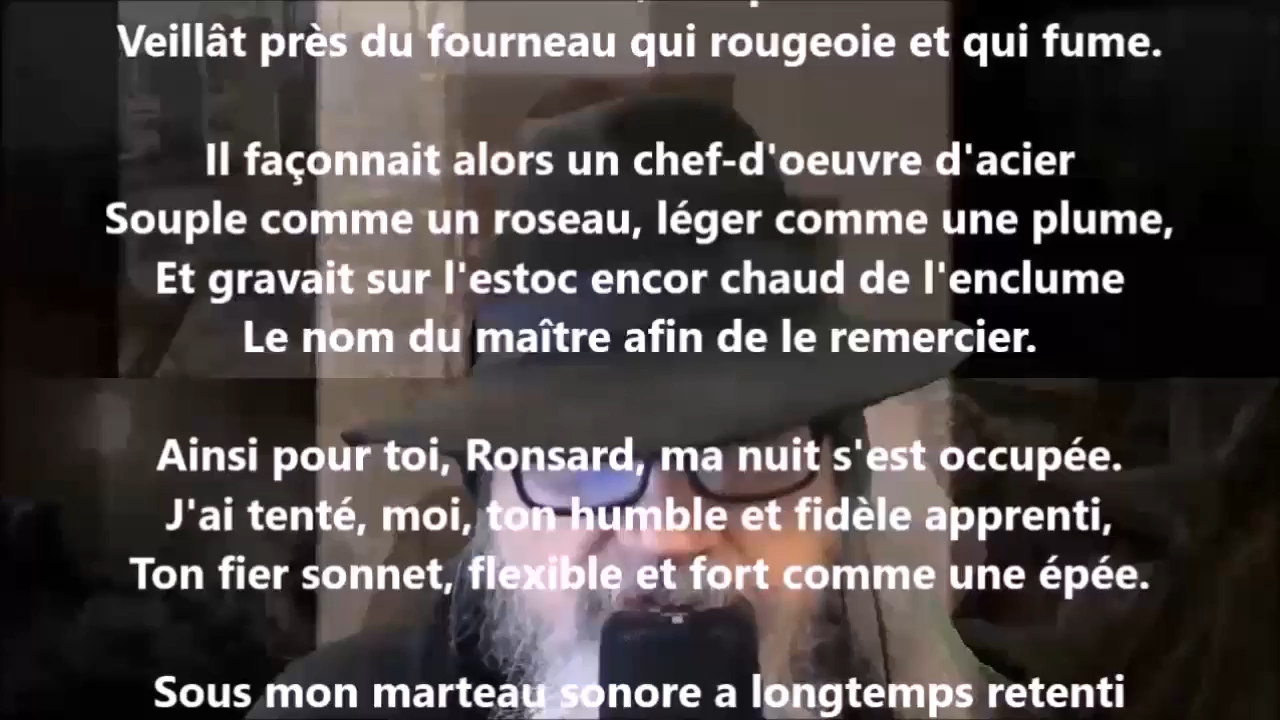 Veillât près du fourneau qui rougeoie et qui fume.
Il façonnait alors un chef-d'oeuvre d'acier
Souple comme un roseau, léger comme une plume,
Et gravait sur l'estoc encor chaud de l'enclume
Le nom du maître afin de le remercier.
Ainsi pour toi, Ronsard, ma nuit s'est occupée.
J'ai tenté, moi, ton humble et fidèle apprenti,
Ton fier sonnet, flexible et fort comme une épée.
Sous mon marteau sonore a longtemps retenti